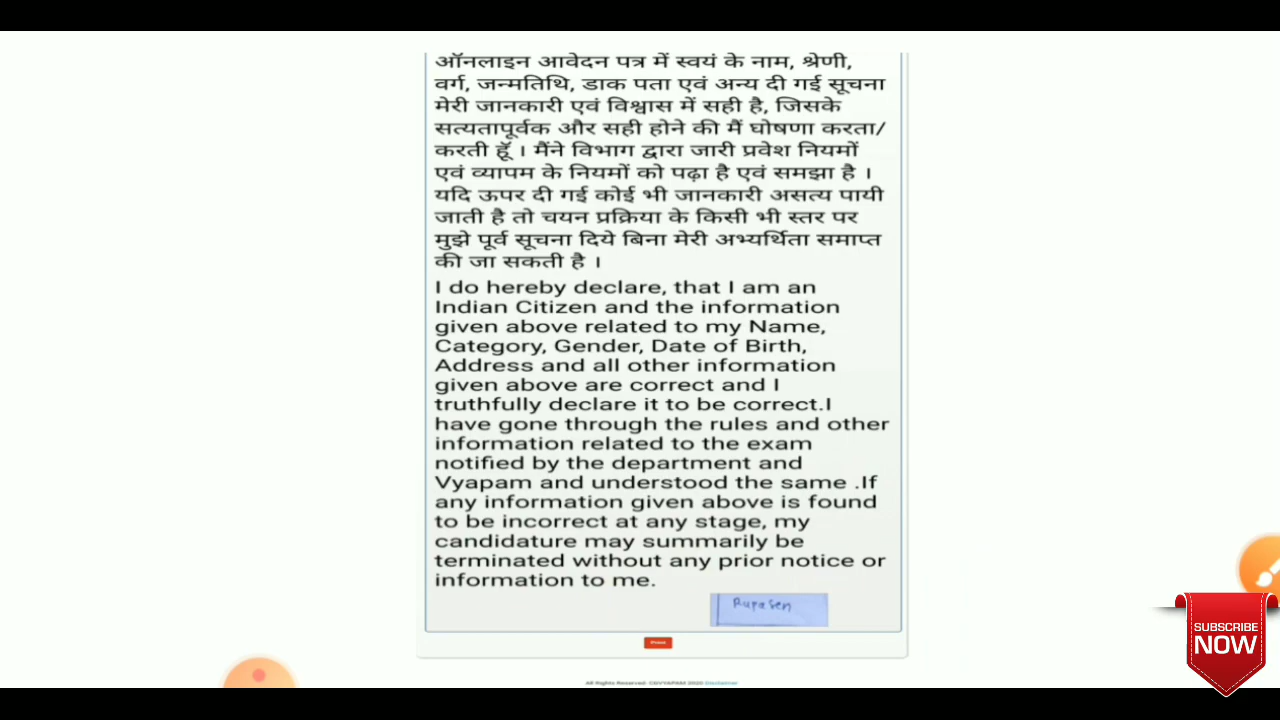 ऑनलाइन आवेदन पत्र में स्वयं के नाम, श्रेणी,
वर्ग, जन्मतिथि, डाक पता एवं अन्य दी गई सूचना
मेरी जानकारी एवं विश्वास में सही है, जिसके
सत्यतापूर्वक और सही होने की मैं घोषणा करता/
करती हूॅ । मैंने विभाग द्वारा जारी प्रवेश नियमों
एवं व्यापम के नियमों को पढ़ा है एवं समझा है ।
यदि ऊपर दी गई कोई भी जानकारी असत्य पायी
जाती है तो चयन प्रक्रिया के किसी भी स्तर पर
मुझे पूर्व सूचना दिये बिना मेरी अभ्यर्थिता समाप्त
की जा सकती है ।
I do hereby declare, that I am an
Indian Citizen and the information
given above related to my Name,
Category, Gender, Date of Birth,
Address and all other information
given above are correct and I
truthfully declare it to be correct.I
have gone through the rules and other
information related to the exam
notified by the department and
Vyapam and understood the same .If
any information given above is found
to be incorrect at any stage, my
candidature may summarily be
terminated without any prior notice or
information to me.
Rupa Sen
Print
All Rights Reserved- CGVYAPAM 2020 Disclaimer
SUBSCRIBE
NOW